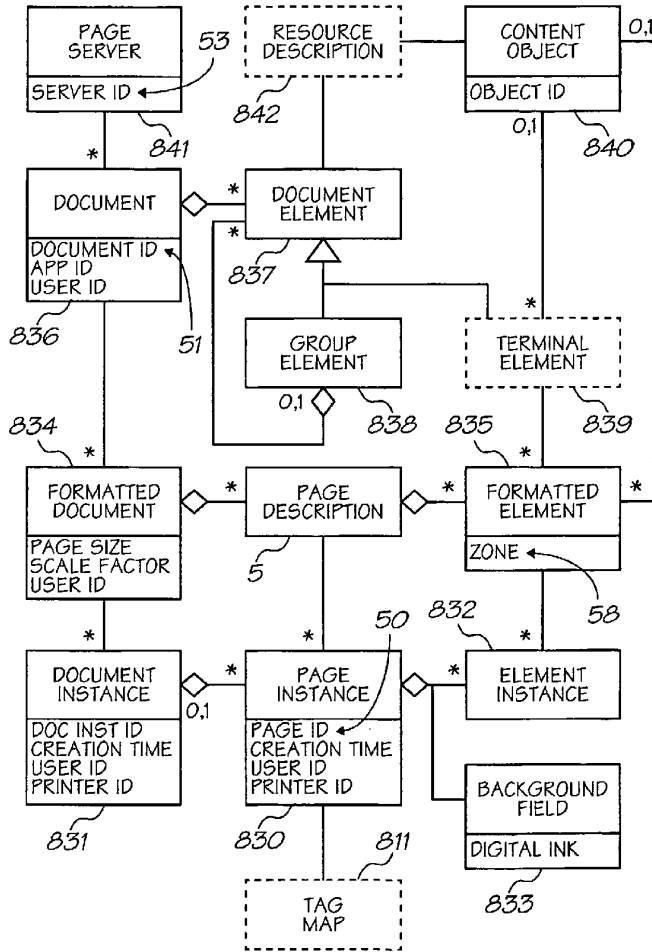 PAGE
SERVER
SERVER ID
53
841
RESOURCE
DESCRIPTION
842
CONTENT
OBJECT
0,1
OBJECT ID
0,1
840
*
DOCUMENT
*
DOCUMENT ID
APP ID
USER ID
836
51
DOCUMENT
ELEMENT
*
837
GROUP
ELEMENT
0,1
838
*
TERMINAL
ELEMENT
839
834
*
FORMATTED
DOCUMENT
*
PAGE SIZE
SCALE FACTOR
USER ID
PAGE
DESCRIPTION
*
5
835
*
FORMATTED
ELEMENT
*
ZONE
58
*
DOCUMENT
INSTANCE
0,1
*
DOC INST ID
CREATION TIME
USER ID
PRINTER ID
831
*
50
PAGE
INSTANCE
*
PAGE ID
CREATION TIME
USER ID
PRINTER ID
830
832
*
ELEMENT
INSTANCE
BACKGROUND
FIELD
DIGITAL INK
833
811
TAG
MAP